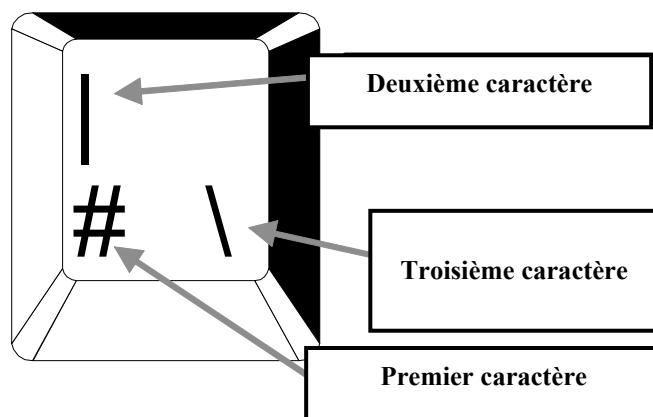 |
Deuxième caractère
# \
Troisième caractère
Premier caractère